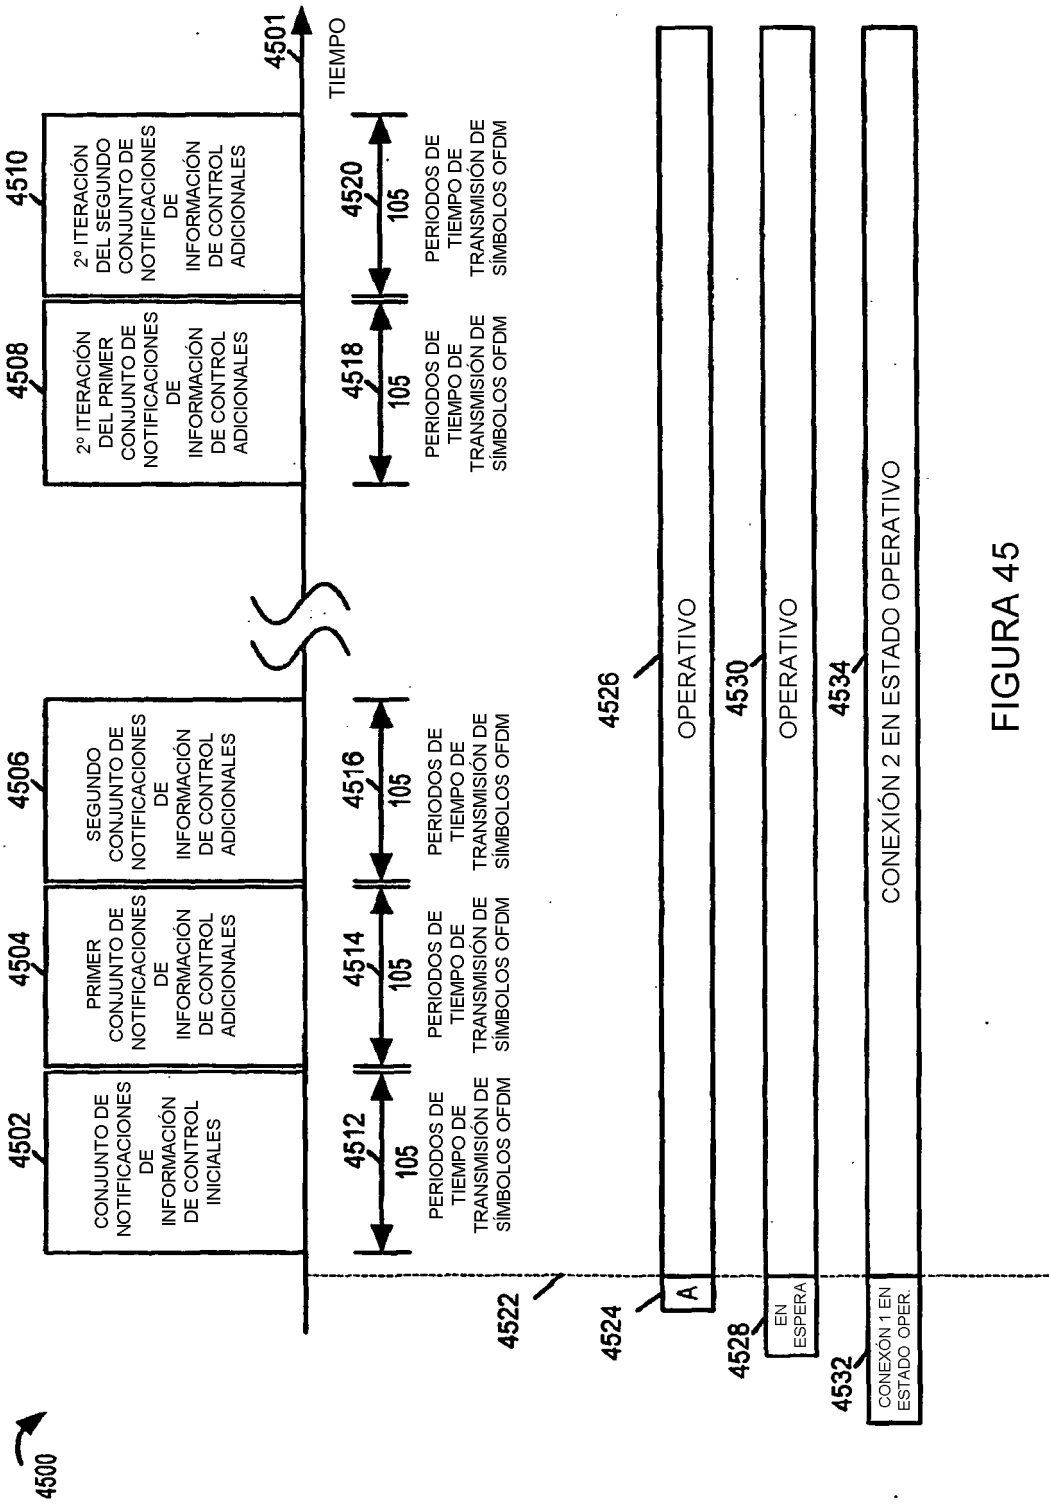 4500
4502
CONJUNTO DE
NOTIFICACIONES
DE
INFORMACIÓN
DE CONTROL
INICIALES
4504
PRIMER
CONJUNTO DE
NOTIFICACIONES
DE
INFORMACIÓN
DE CONTROL
ADICIONALES
4506
SEGUNDO
CONJUNTO DE
NOTIFICACIONES
DE
INFORMACIÓN
DE CONTROL
ADICIONALES
4508
2º ITERACIÓN
DEL PRIMER
CONJUNTO DE
NOTIFICACIONES
DE
INFORMACIÓN
DE CONTROL
ADICIONALES
4510
2º ITERACIÓN
DEL SEGUNDO
CONJUNTO DE
NOTIFICACIONES
DE
INFORMACIÓN
DE CONTROL
ADICIONALES
4501
TIEMPO
4512
105
PERIODOS DE
TIEMPO DE
TRANSMISIÓN DE
SÍMBOLOS OFDM
4514
105
PERIODOS DE
TIEMPO DE
TRANSMISIÓN DE
SÍMBOLOS OFDM
4516
105
PERIODOS DE
TIEMPO DE
TRANSMISIÓN DE
SÍMBOLOS OFDM
4518
105
PERIODOS DE
TIEMPO DE
TRANSMISIÓN DE
SÍMBOLOS OFDM
4520
105
PERIODOS DE
TIEMPO DE
TRANSMISIÓN DE
SÍMBOLOS OFDM
4522
4524
A
4526
OPERATIVO
4528
EN
ESPERA
4530
OPERATIVO
4532
CONEXÓN 1 EN
ESTADO OPER.
4534
CONEXIÓN 2 EN ESTADO OPERATIVO
FIGURA 45